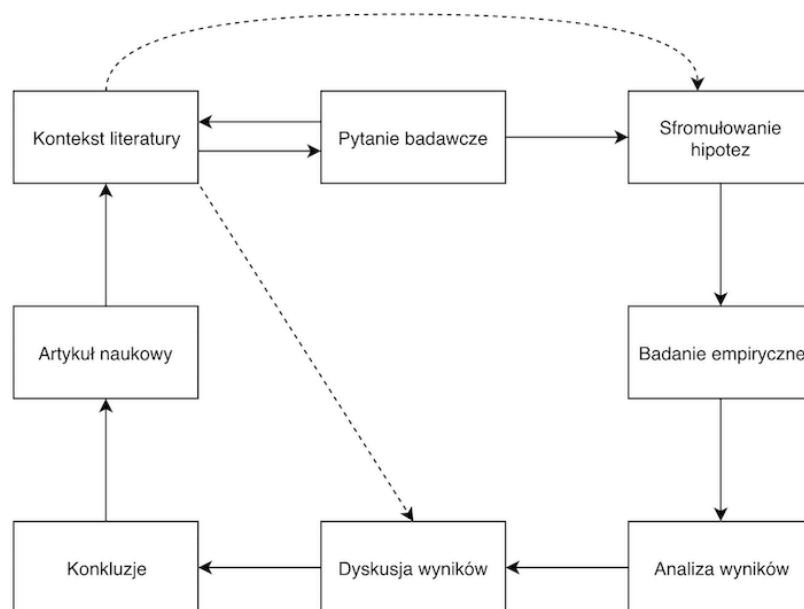 Kontekst literatury
Pytanie badawcze
Sfromułowanie
hipotez
Artykuł naukowy
Badanie empiryczne
Konkluzje
Dyskusja wyników
Analiza wyników